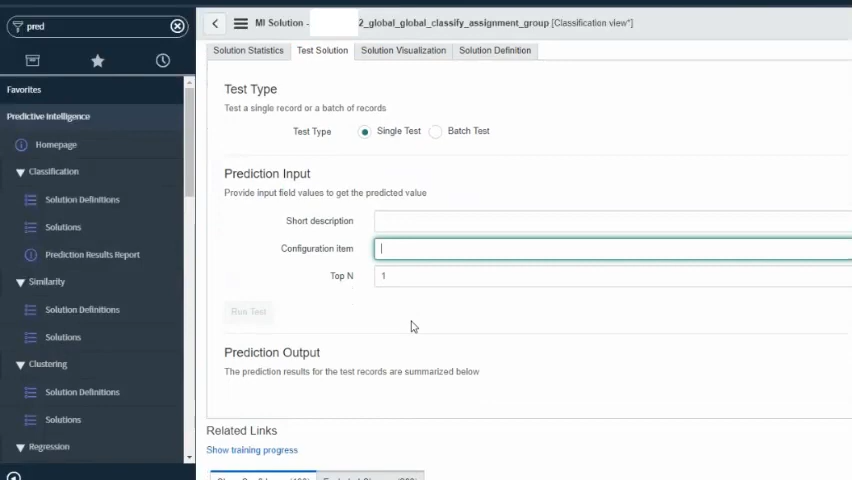 pred
Favorites
Predictive Intelligence
Homepage
Classification
Solution Definitions
Solutions
Prediction Results Report
Similarity
Solution Definitions
Solutions
Clustering
Solution Definitions
Solutions
Regression
MI Solution - 2_global_global_classify_assignment_group [Classification view*]
Solution Statistics Test Solution Solution Visualization Solution Definition
Test Type
Test a single record or a batch of records
Test Type Single Test Batch Test
Prediction Input
Provide input field values to get the predicted value
Short description
Configuration item
Top N 1
Run Test
Prediction Output
The prediction results for the test records are summarized below
Related Links
Show training progress